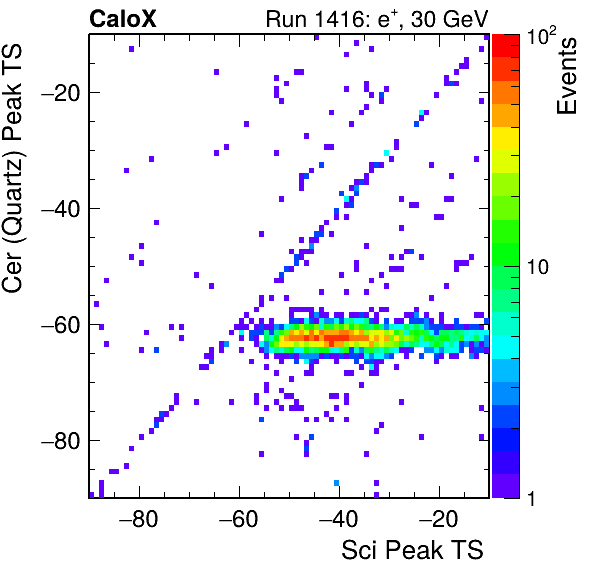 CaloX Run 1416: e⁺, 30 GeV
Cer (Quartz) Peak TS
−20
−40
−60
−80
−80 −60 −40 −20
Sci Peak TS
10²
10
1
Events